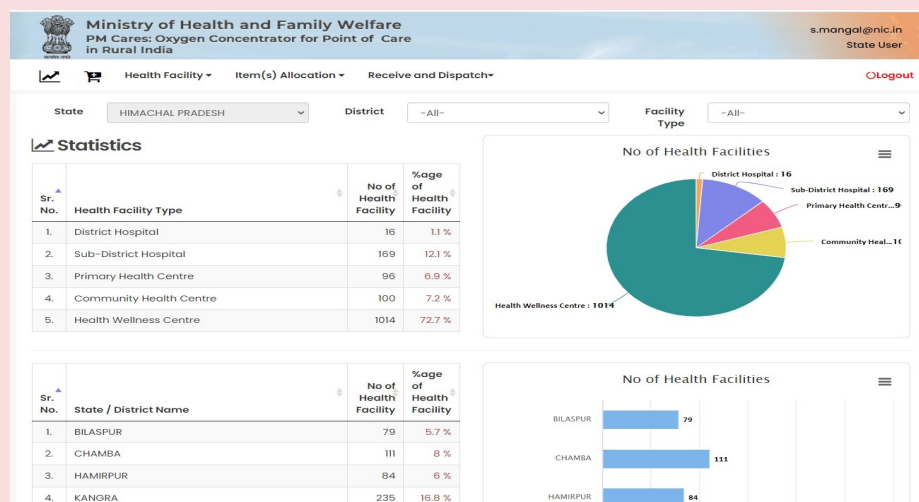 Ministry of Health and Family Welfare
PM Cares: Oxygen Concentrator for Point of Care
in Rural India
s.mangal@nic.in
State User
Health Facility
Item(s) Allocation
Receive and Dispatch
Logout
State
HIMACHAL PRADESH
District
-All-
Facility
Type
-All-
Statistics
Sr. No. Health Facility Type No of Health Facility %age of Health Facility
1. District Hospital 16 1.1 %
2. Sub-District Hospital 169 12.1 %
3. Primary Health Centre 96 6.9 %
4. Community Health Centre 100 7.2 %
5. Health Wellness Centre 1014 72.7 %
No of Health Facilities
District Hospital : 16
Sub-District Hospital : 169
Primary Health Centr...9
Community Heal...1
Health Wellness Centre : 1014
Sr. No. State / District Name No of Health Facility %age of Health Facility
1. BILASPUR 79 5.7 %
2. CHAMBA 111 8 %
3. HAMIRPUR 84 6 %
4. KANGRA 235 16.8 %
No of Health Facilities
BILASPUR 79
CHAMBA 111
HAMIRPUR 84